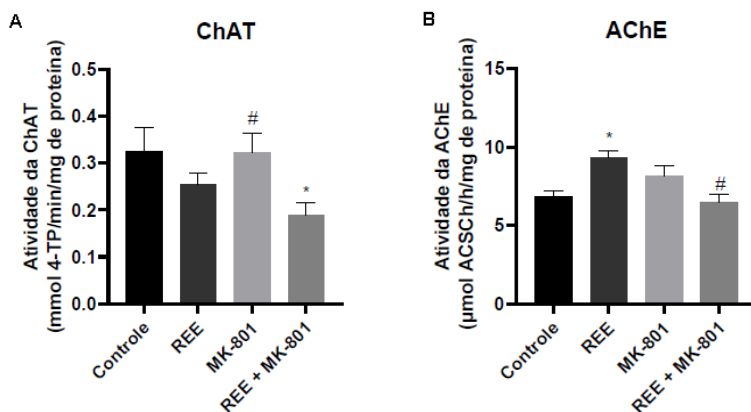 A
ChAT
Atividade da ChAT
(mmol 4-TP/min/mg de proteína)
0.5
0.4
0.3
0.2
0.1
0.0
#
*
Controle
REE
MK-801
REE + MK-801
B
AChE
Atividade da AChE
(µmol ACSCh/h/mg de proteína)
15
10
5
0
*
#
Controle
REE
MK-801
REE + MK-801